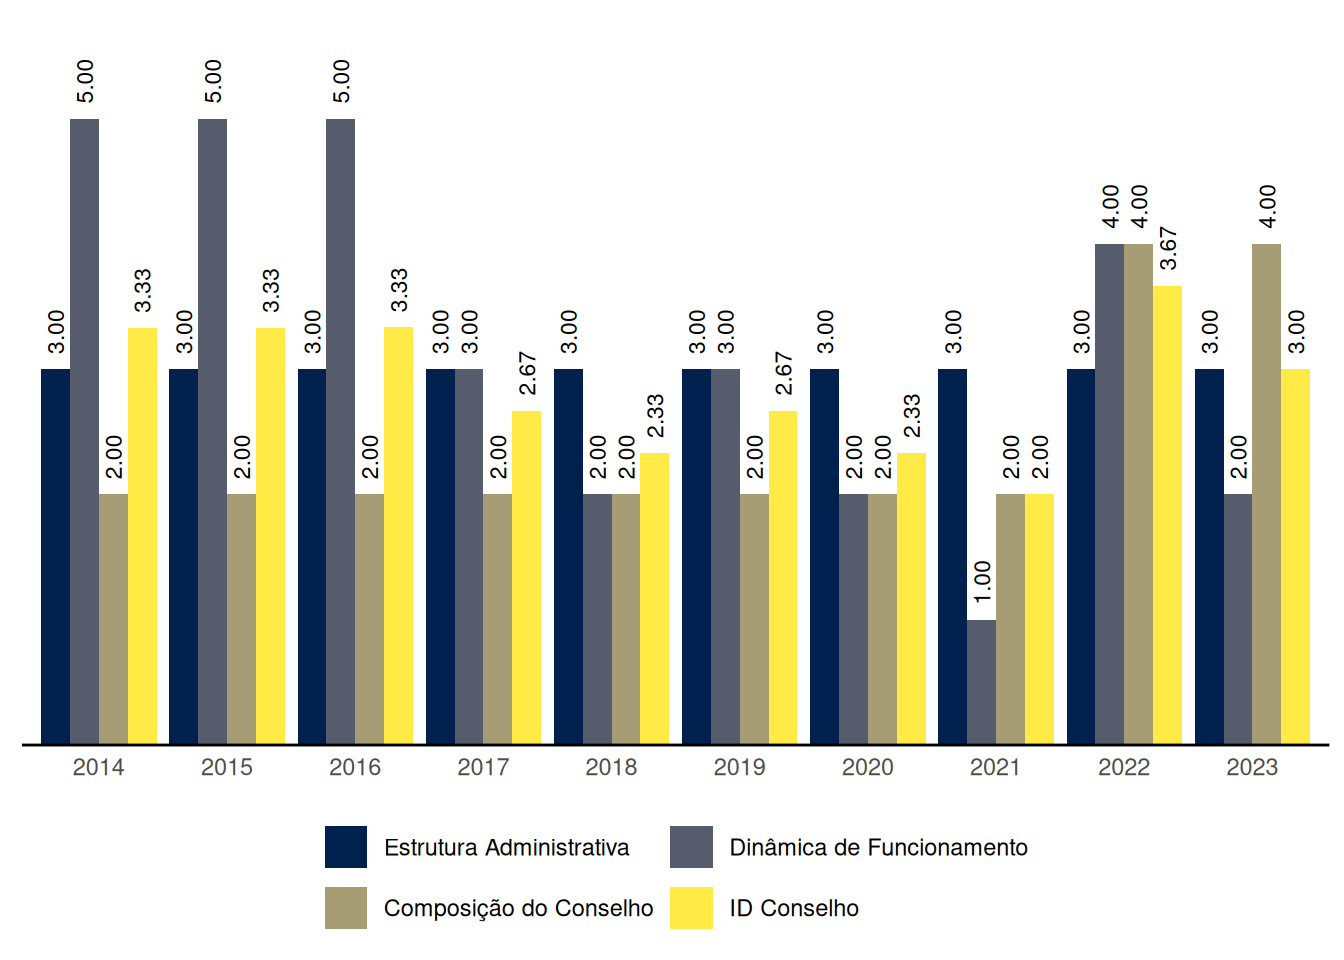 3.00 5.00 2.00 3.33
3.00 5.00 2.00 3.33
3.00 5.00 2.00 3.33
3.00 3.00 2.00 2.67
3.00 2.00 2.00 2.33
3.00 3.00 2.00 2.67
3.00 2.00 2.00 2.33
3.00 1.00 2.00 2.00
3.00 4.00 4.00 3.67
3.00 2.00 4.00 3.00
2014 2015 2016 2017 2018 2019 2020 2021 2022 2023
Estrutura Administrativa Dinâmica de Funcionamento
Composição do Conselho ID Conselho